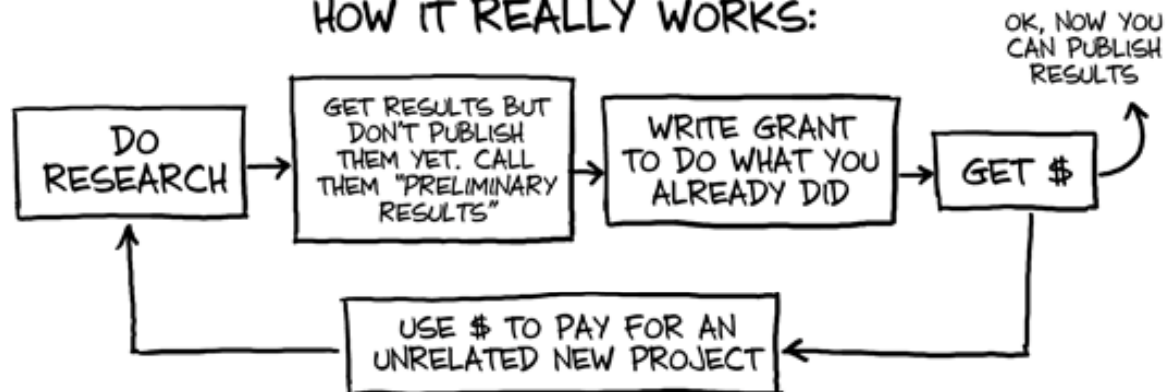 HOW IT REALLY WORKS:
OK, NOW YOU
CAN PUBLISH
RESULTS
DO
RESEARCH
GET RESULTS BUT
DON'T PUBLISH
THEM YET. CALL
THEM "PRELIMINARY
RESULTS"
WRITE GRANT
TO DO WHAT YOU
ALREADY DID
GET $
USE $ TO PAY FOR AN
UNRELATED NEW PROJECT